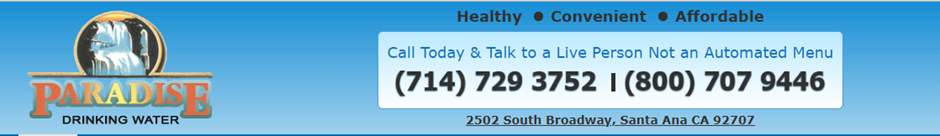 PARADISE
DRINKING WATER
Healthy ● Convenient ● Affordable
Call Today & Talk to a Live Person Not an Automated Menu
(714) 729 3752 | (800) 707 9446
2502 South Broadway, Santa Ana CA 92707